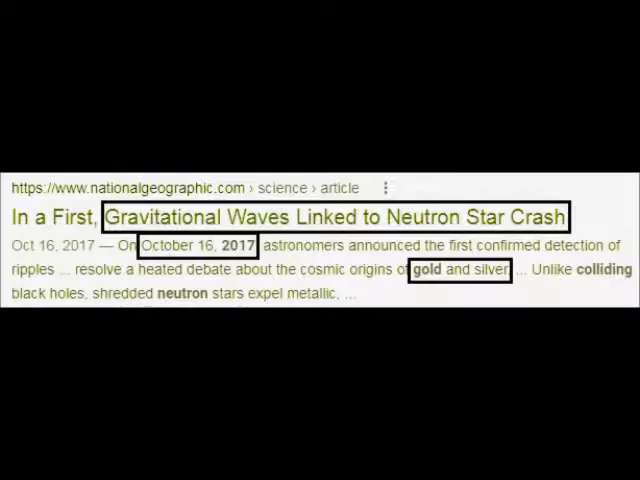 https://www.nationalgeographic.com › science › article
In a First, Gravitational Waves Linked to Neutron Star Crash
Oct 16, 2017 — On October 16, 2017 astronomers announced the first confirmed detection of
ripples ... resolve a heated debate about the cosmic origins of gold and silver. ... Unlike colliding
black holes, shredded neutron stars expel metallic, ...